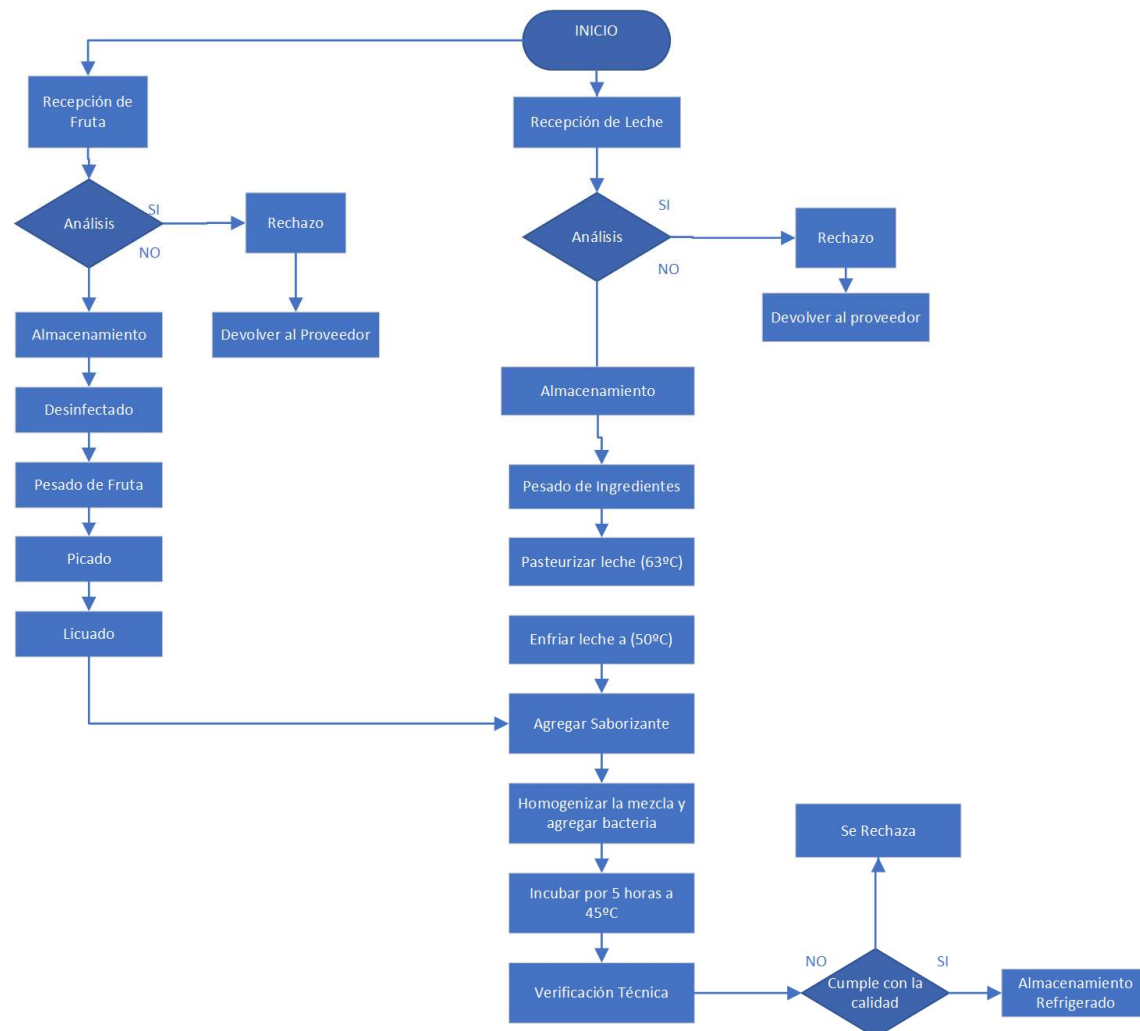 INICIO
Recepción de
Fruta
Recepción de Leche
Análisis
SI
NO
Rechazo
Devolver al Proveedor
Análisis
SI
NO
Rechazo
Devolver al proveedor
Almacenamiento
Desinfectado
Pesado de Fruta
Picado
Licuado
Almacenamiento
Pesado de Ingredientes
Pasteurizar leche (63ºC)
Enfriar leche a (50ºC)
Agregar Saborizante
Homogenizar la mezcla y
agregar bacteria
Incubar por 5 horas a
45ºC
Verificación Técnica
Se Rechaza
NO
SI
Cumple con la
calidad
Almacenamiento
Refrigerado